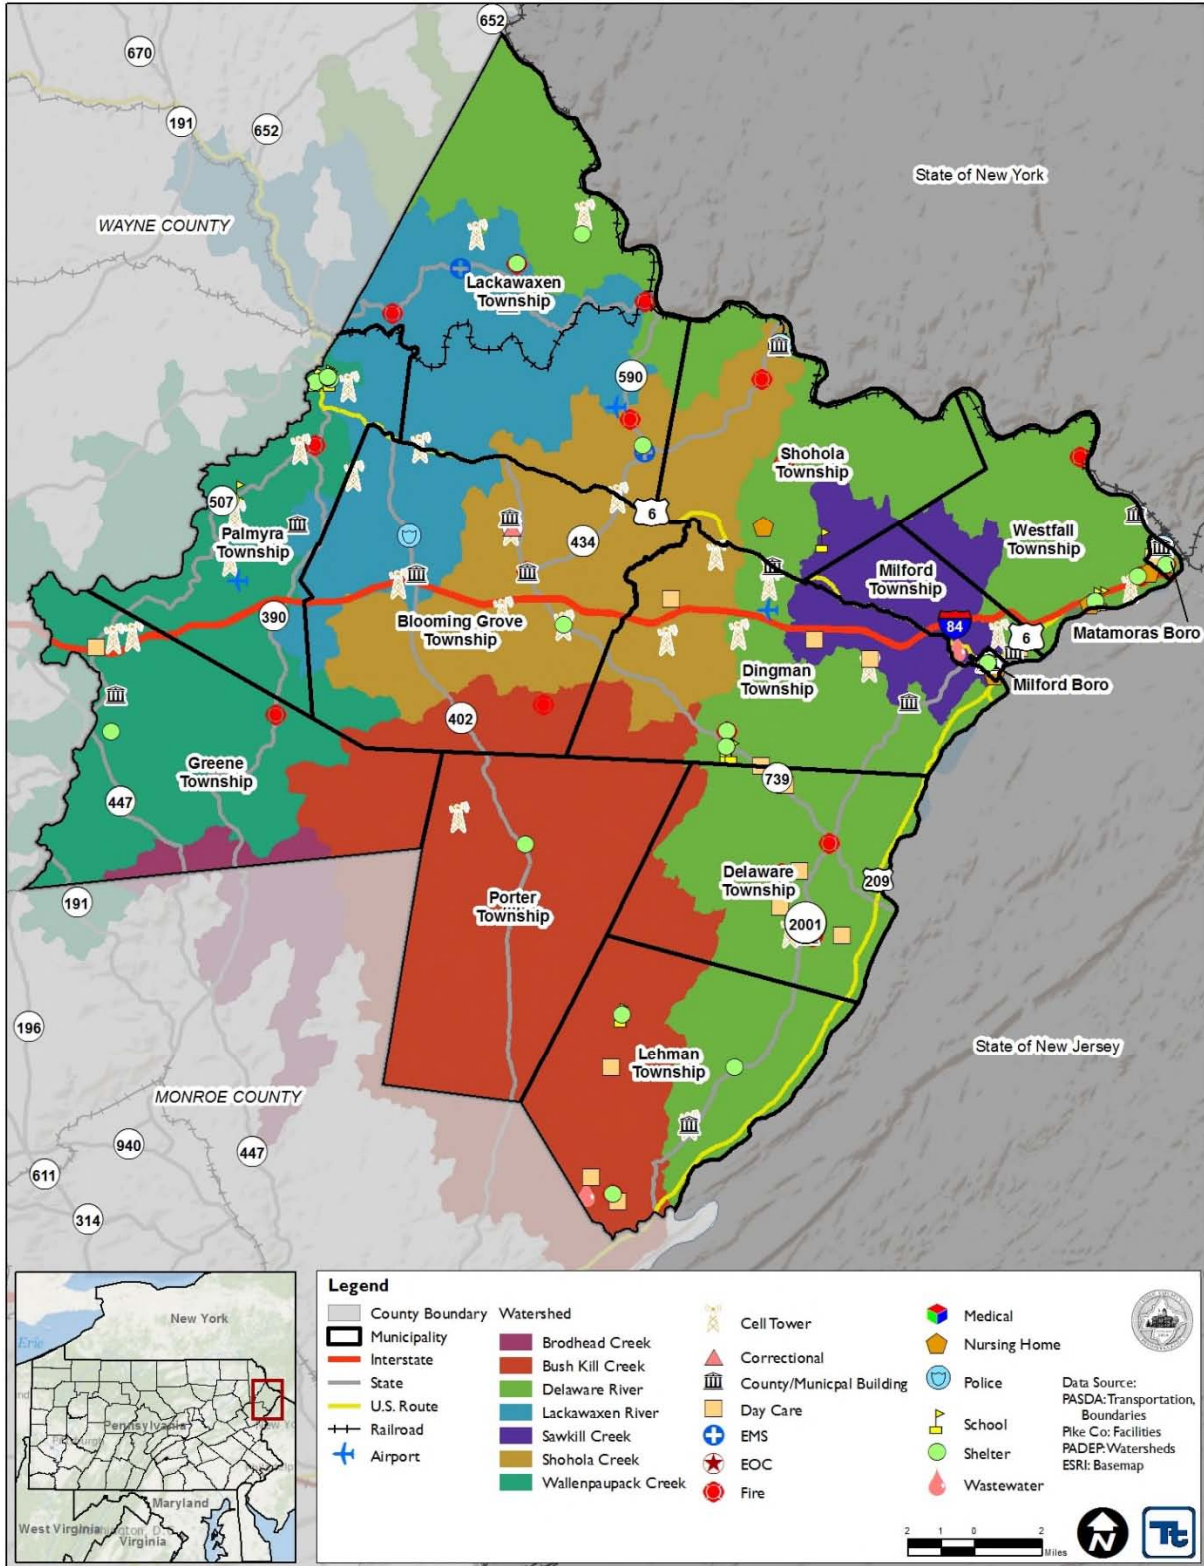 652
670
191
652
State of New York
WAYNE COUNTY
Lackawaxen
Township
590
Shohola
Township
507
6
Palmyra
Township
434
Westfall
Township
Milford
Township
390
Blooming Grove
Township
84
6
Matamoras Boro
Dingman
Township
Milford Boro
402
Greene
Township
739
447
Delaware
Township
209
191
Porter
Township
2001
196
State of New Jersey
Lehman
Township
MONROE COUNTY
940
447
611
314
New York
Erie
Pennsylvania
Maryland
West Virginia
Virginia
Legend
County Boundary
Municipality
Interstate
State
U.S. Route
Railroad
Airport
Watershed
Brodhead Creek
Bush Kill Creek
Delaware River
Lackawaxen River
Sawkill Creek
Shohola Creek
Wallenpaupack Creek
Cell Tower
Correctional
County/Municpal Building
Day Care
EMS
EOC
Fire
Medical
Nursing Home
Police
School
Shelter
Wastewater
Data Source:
PASDA: Transportation,
Boundaries
Pike Co: Facilities
PADEP: Watersheds
ESRI: Basemap
2 1 0 2
Miles
N
Tt